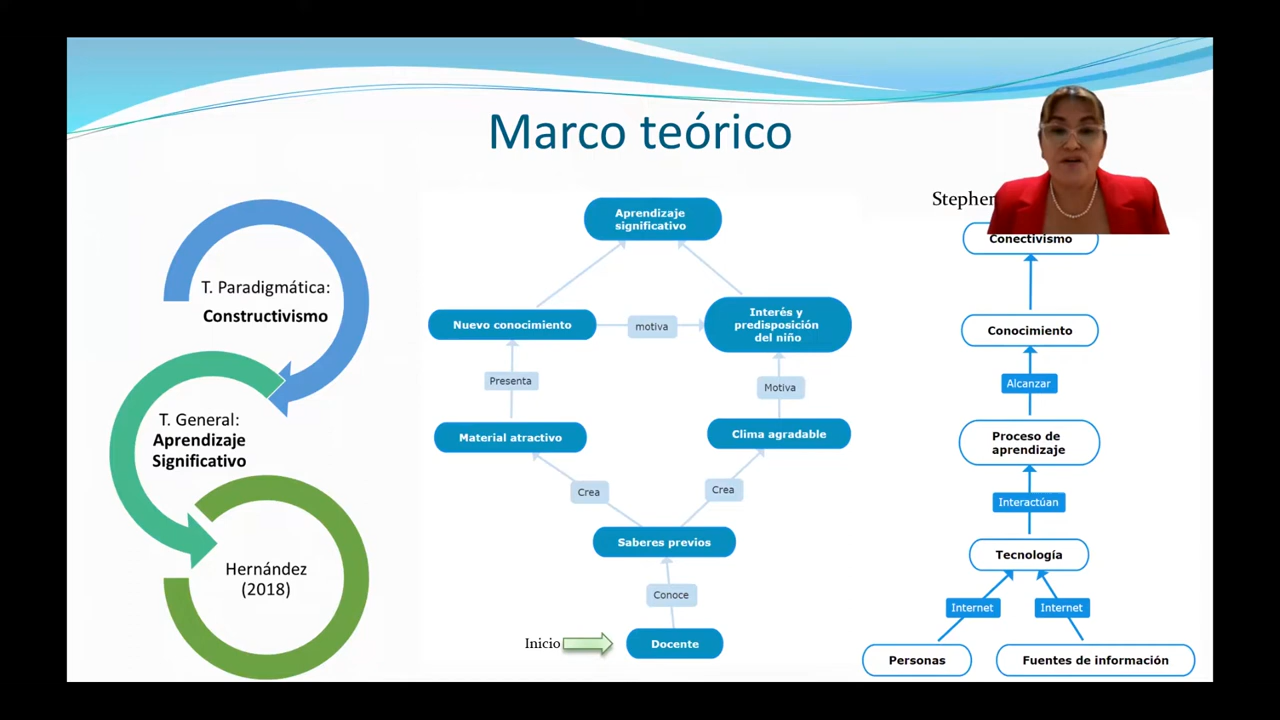 Marco teórico
T. Paradigmática:
Constructivismo
T. General:
Aprendizaje
Significativo
Hernández
(2018)
Aprendizaje
significativo
Nuevo conocimiento
motiva
Interés y
predisposición
del niño
Presenta
Motiva
Material atractivo
Clima agradable
Crea
Crea
Saberes previos
Conoce
Inicio
Docente
Conectivismo
Conocimiento
Alcanzar
Proceso de
aprendizaje
Interactúan
Tecnología
Internet
Internet
Personas
Fuentes de información